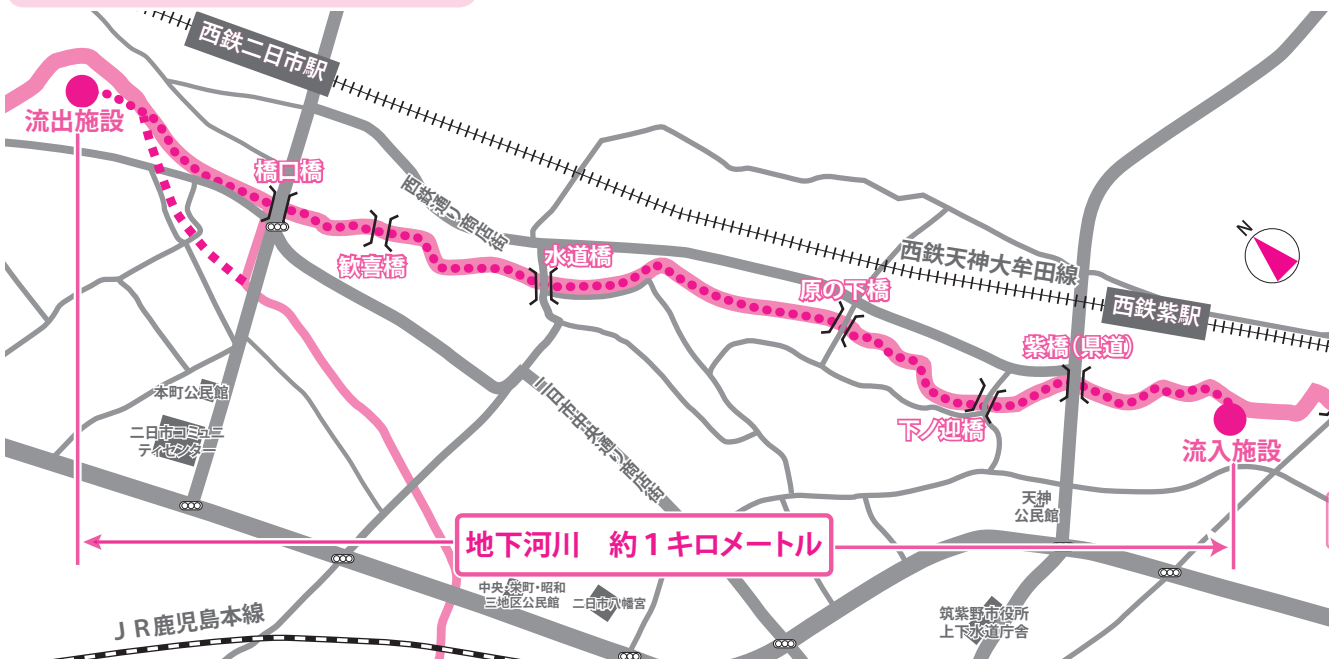 西鉄二日市駅
流出施設
橋口橋
西鉄通り商店街
歓喜橋
水道橋
西鉄天神大牟田線
原の下橋
西鉄紫駅
紫橋(県道)
N
本町公民館
二日市コミュニ
ティセンター
二日市中央通り商店街
下ノ迎橋
流入施設
天神
公民館
地下河川 約1キロメートル
中央・栄町・昭和
三地区公民館
二日市八幡宮
筑紫野市役所
上下水道庁舎
JR鹿児島本線